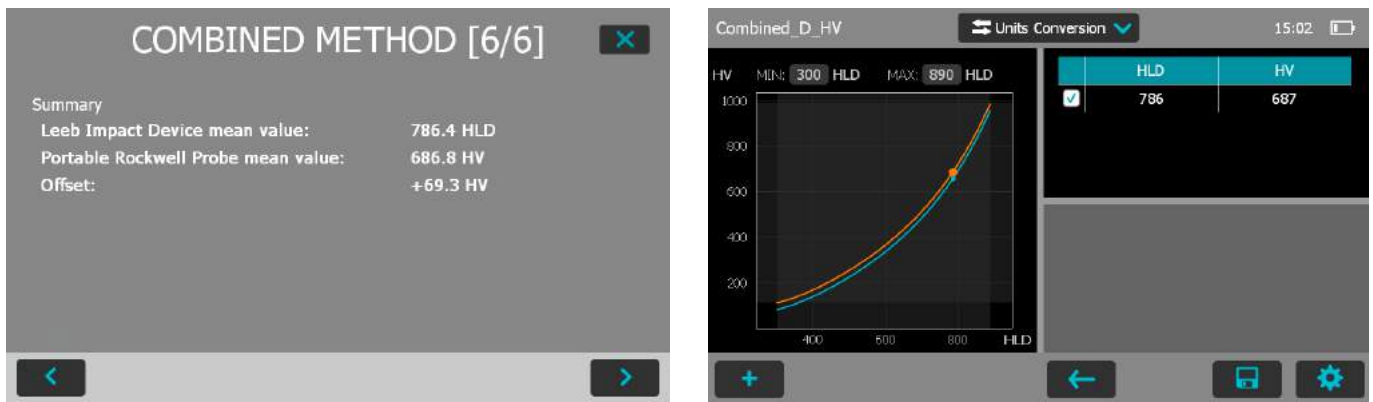 COMBINED METHOD [6/6]
Summary
Leeb Impact Device mean value: 786.4 HLD
Portable Rockwell Probe mean value: 686.8 HV
Offset: +69.3 HV
Combined_D_HV Units Conversion 15:02
HV MIN: 300 HLD MAX: 890 HLD
1000
800
600
400
200
400 600 800 HLD
HLD HV
786 687